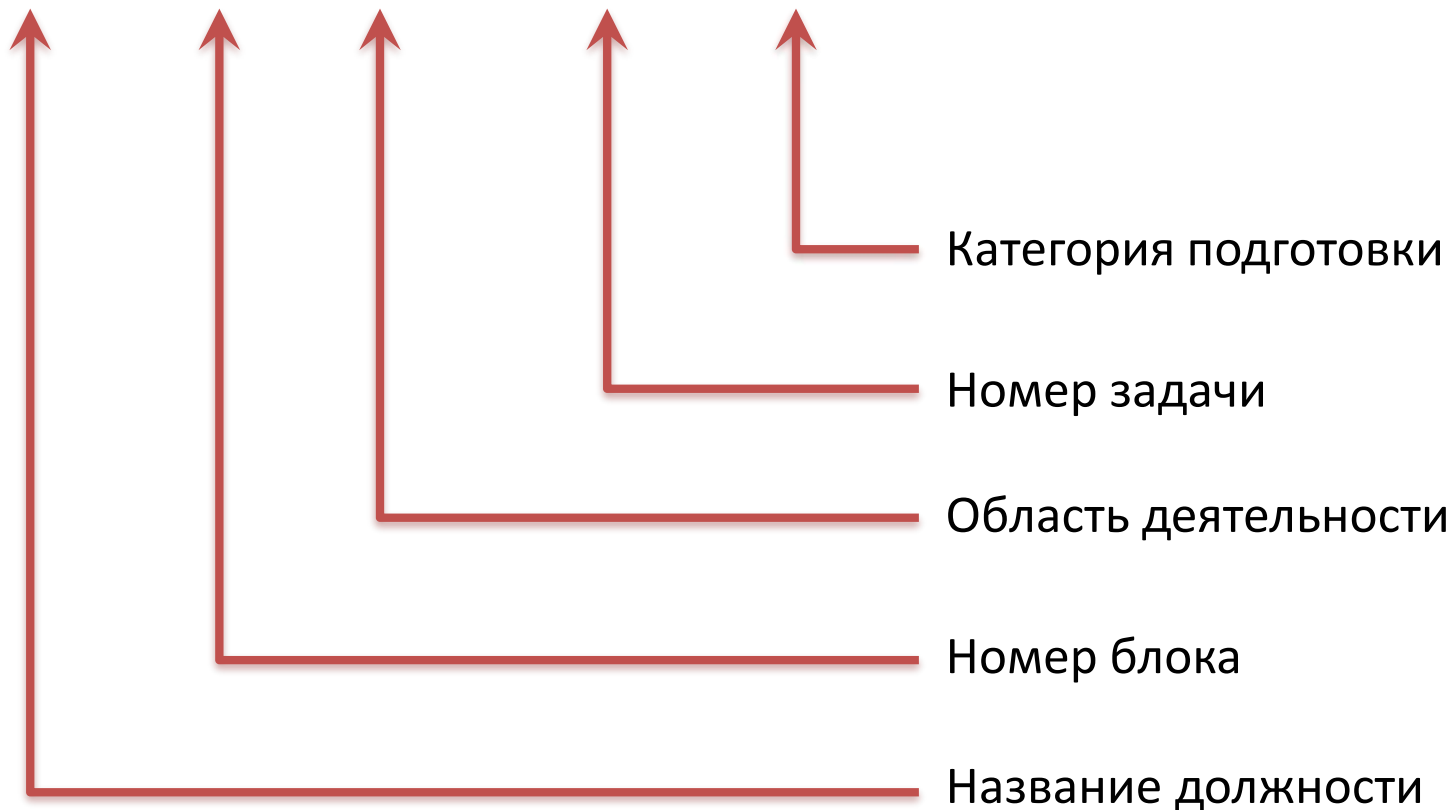 Категория подготовки
Номер задачи
Область деятельности
Номер блока
Название должности